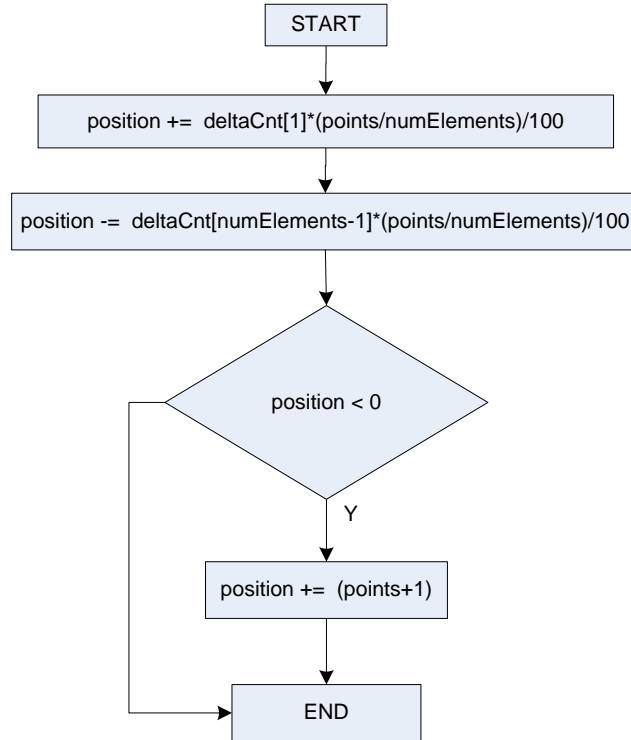 START
position += deltaCnt[1]*(points/numElements)/100
position -= deltaCnt[numElements-1]*(points/numElements)/100
position < 0
Y
position += (points+1)
END